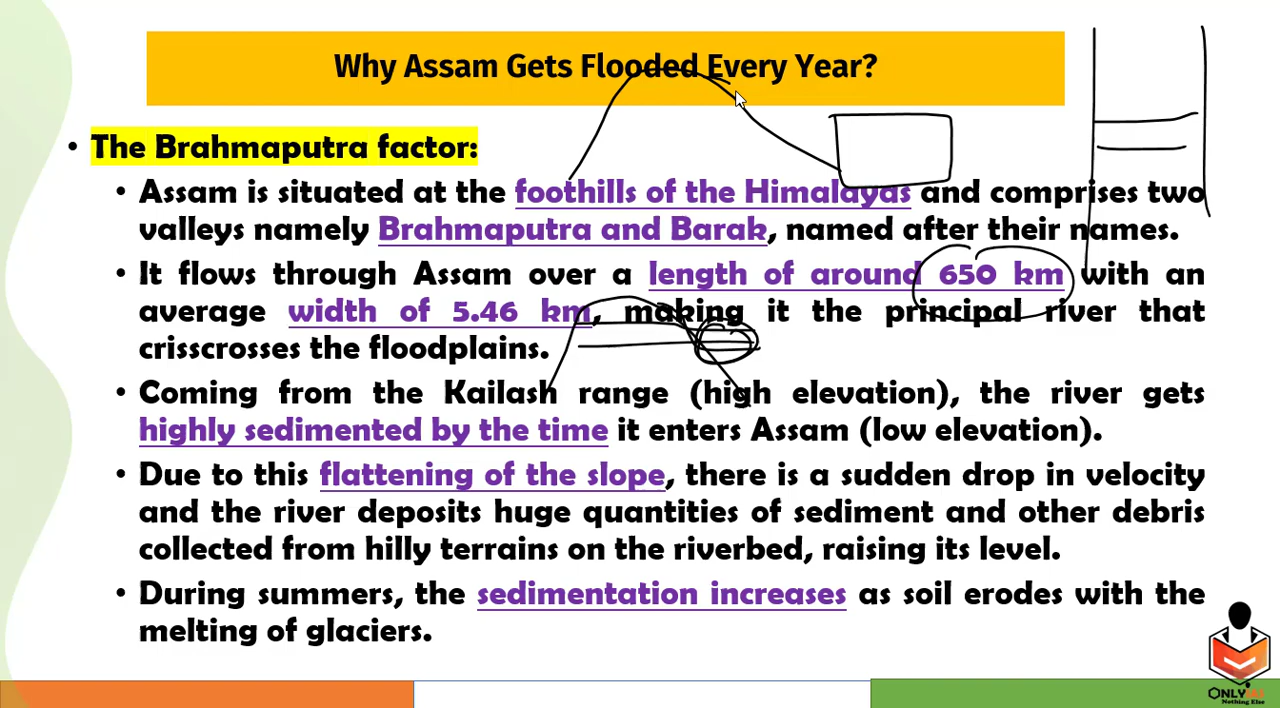 Why Assam Gets Flooded Every Year?
• The Brahmaputra factor:
• Assam is situated at the foothills of the Himalayas and comprises two
valleys namely Brahmaputra and Barak, named after their names.
• It flows through Assam over a length of around 650 km with an
average width of 5.46 km, making it the principal river that
crisscrosses the floodplains.
• Coming from the Kailash range (high elevation), the river gets
highly sedimented by the time it enters Assam (low elevation).
• Due to this flattening of the slope, there is a sudden drop in velocity
and the river deposits huge quantities of sediment and other debris
collected from hilly terrains on the riverbed, raising its level.
• During summers, the sedimentation increases as soil erodes with the
melting of glaciers.
Nothing Else